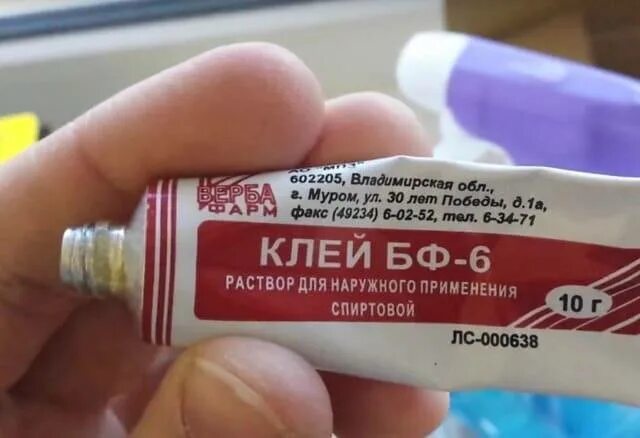 602205, Владимирская обл.,
г. Муром, ул. 30 лет Победы, д.1а,
факс (49234) 6-02-52, тел. 6-34-71
ВЕРБА
ФАРМ
КЛЕЙ БФ-6
РАСТВОР ДЛЯ НАРУЖНОГО ПРИМЕНЕНИЯ
СПИРТОВОЙ
10 г
ЛС-000638